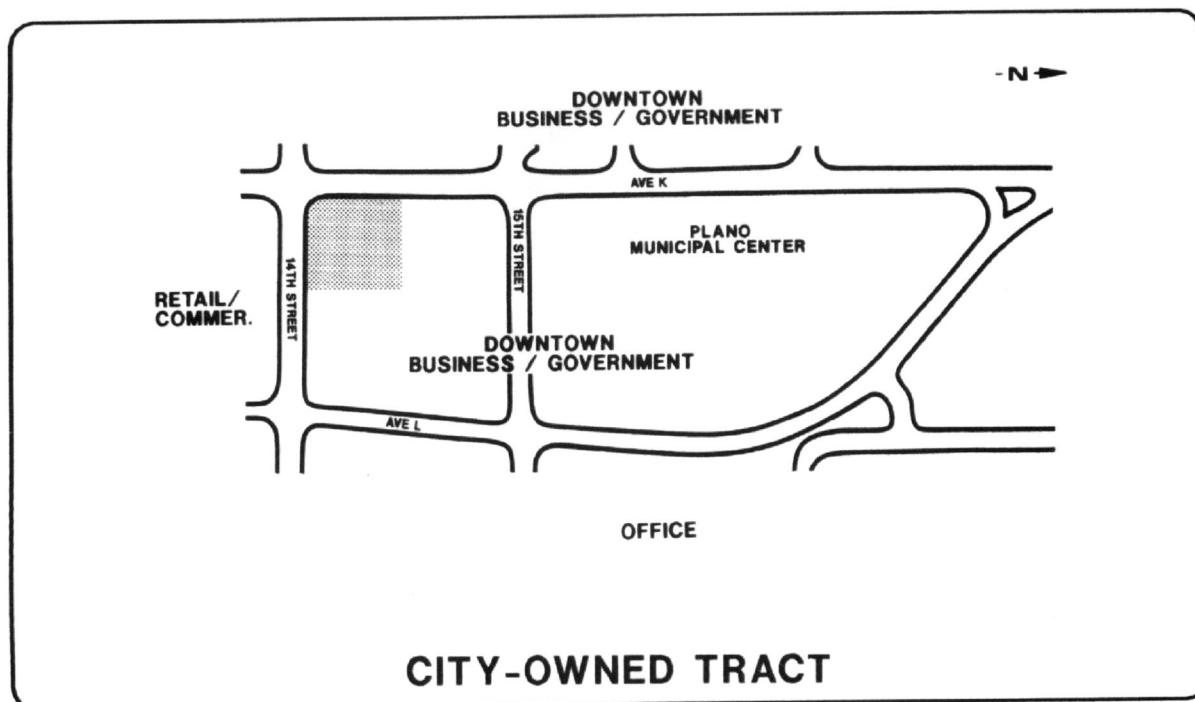 -N
DOWNTOWN
BUSINESS / GOVERNMENT
AVE K
15TH STREET
PLANO
MUNICIPAL CENTER
14TH STREET
RETAIL/
COMMER.
DOWNTOWN
BUSINESS / GOVERNMENT
AVE L
OFFICE
CITY-OWNED TRACT